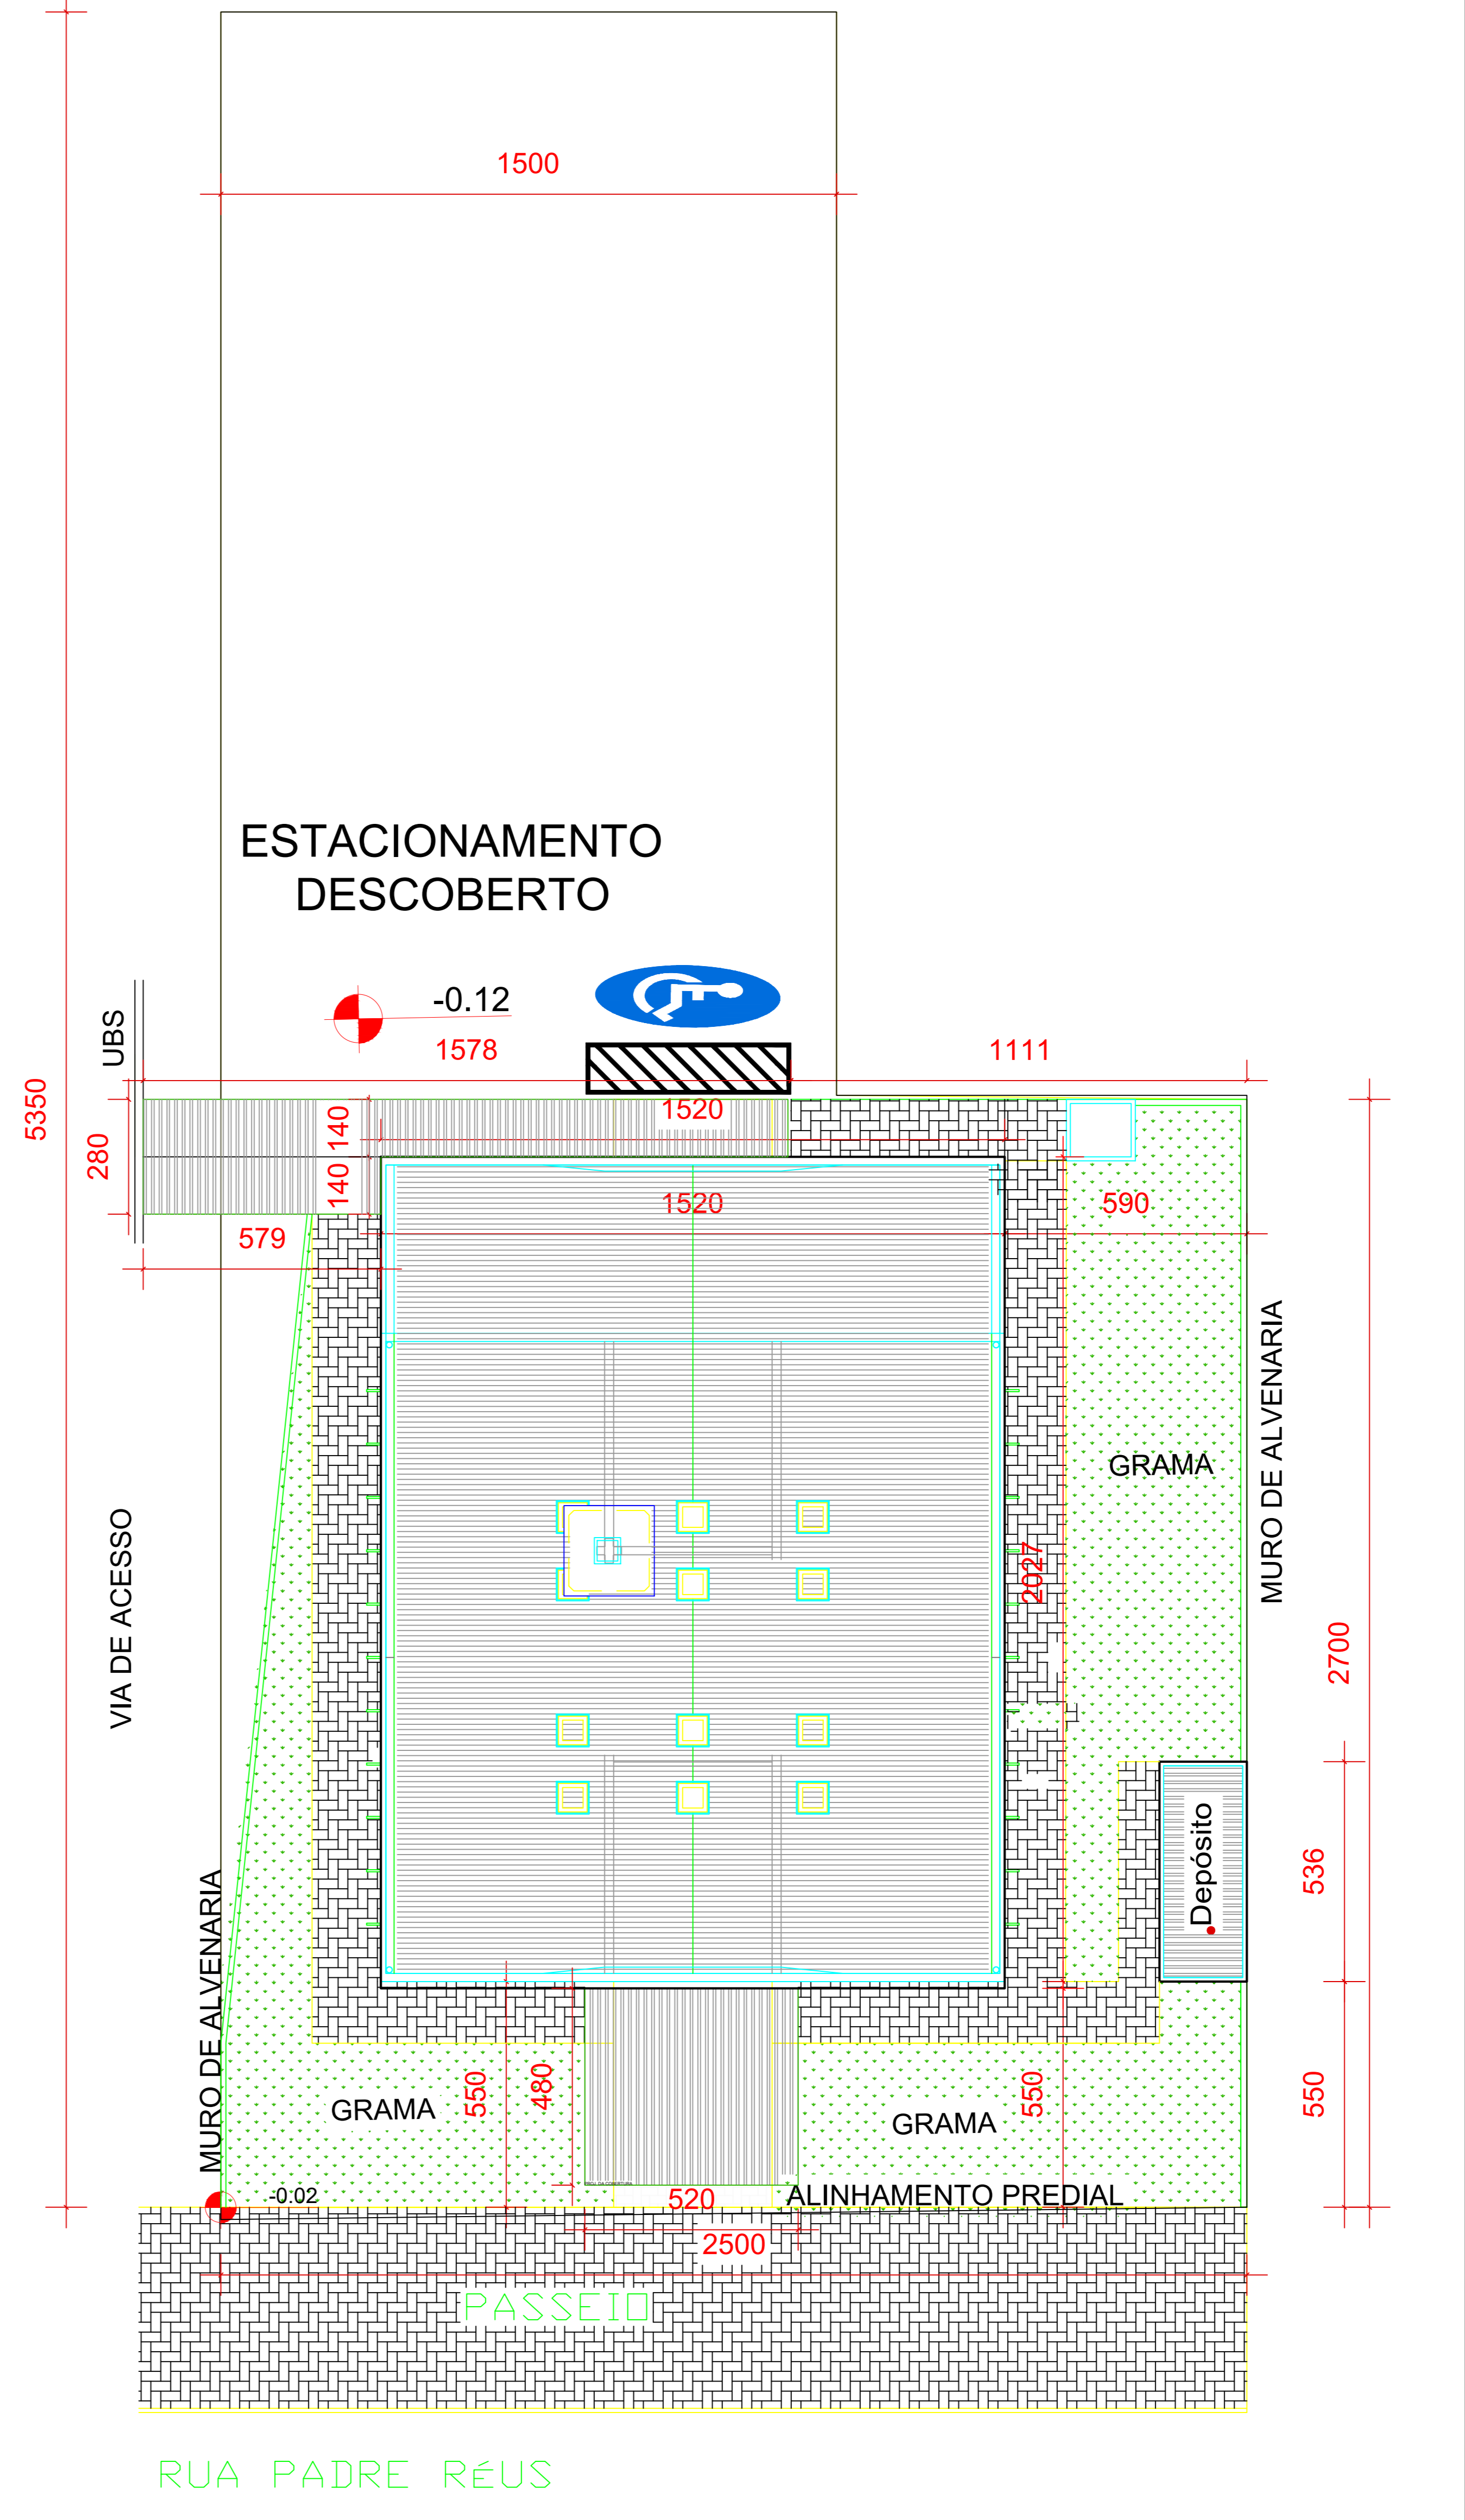 1500
ESTACIONAMENTO
DESCOBERTO
-0.12
UBS
1578
1111
5350
280
140
1520
140
1520
590
579
GRAMA
MURO DE ALVENARIA
VIA DE ACESSO
2027
2700
Depósito
536
MURO DE ALVENARIA
GRAMA
550
480
GRAMA
550
550
-0.02
520
ALINHAMENTO PREDIAL
2500
PASSEIO
RUA PADRE RÉUS